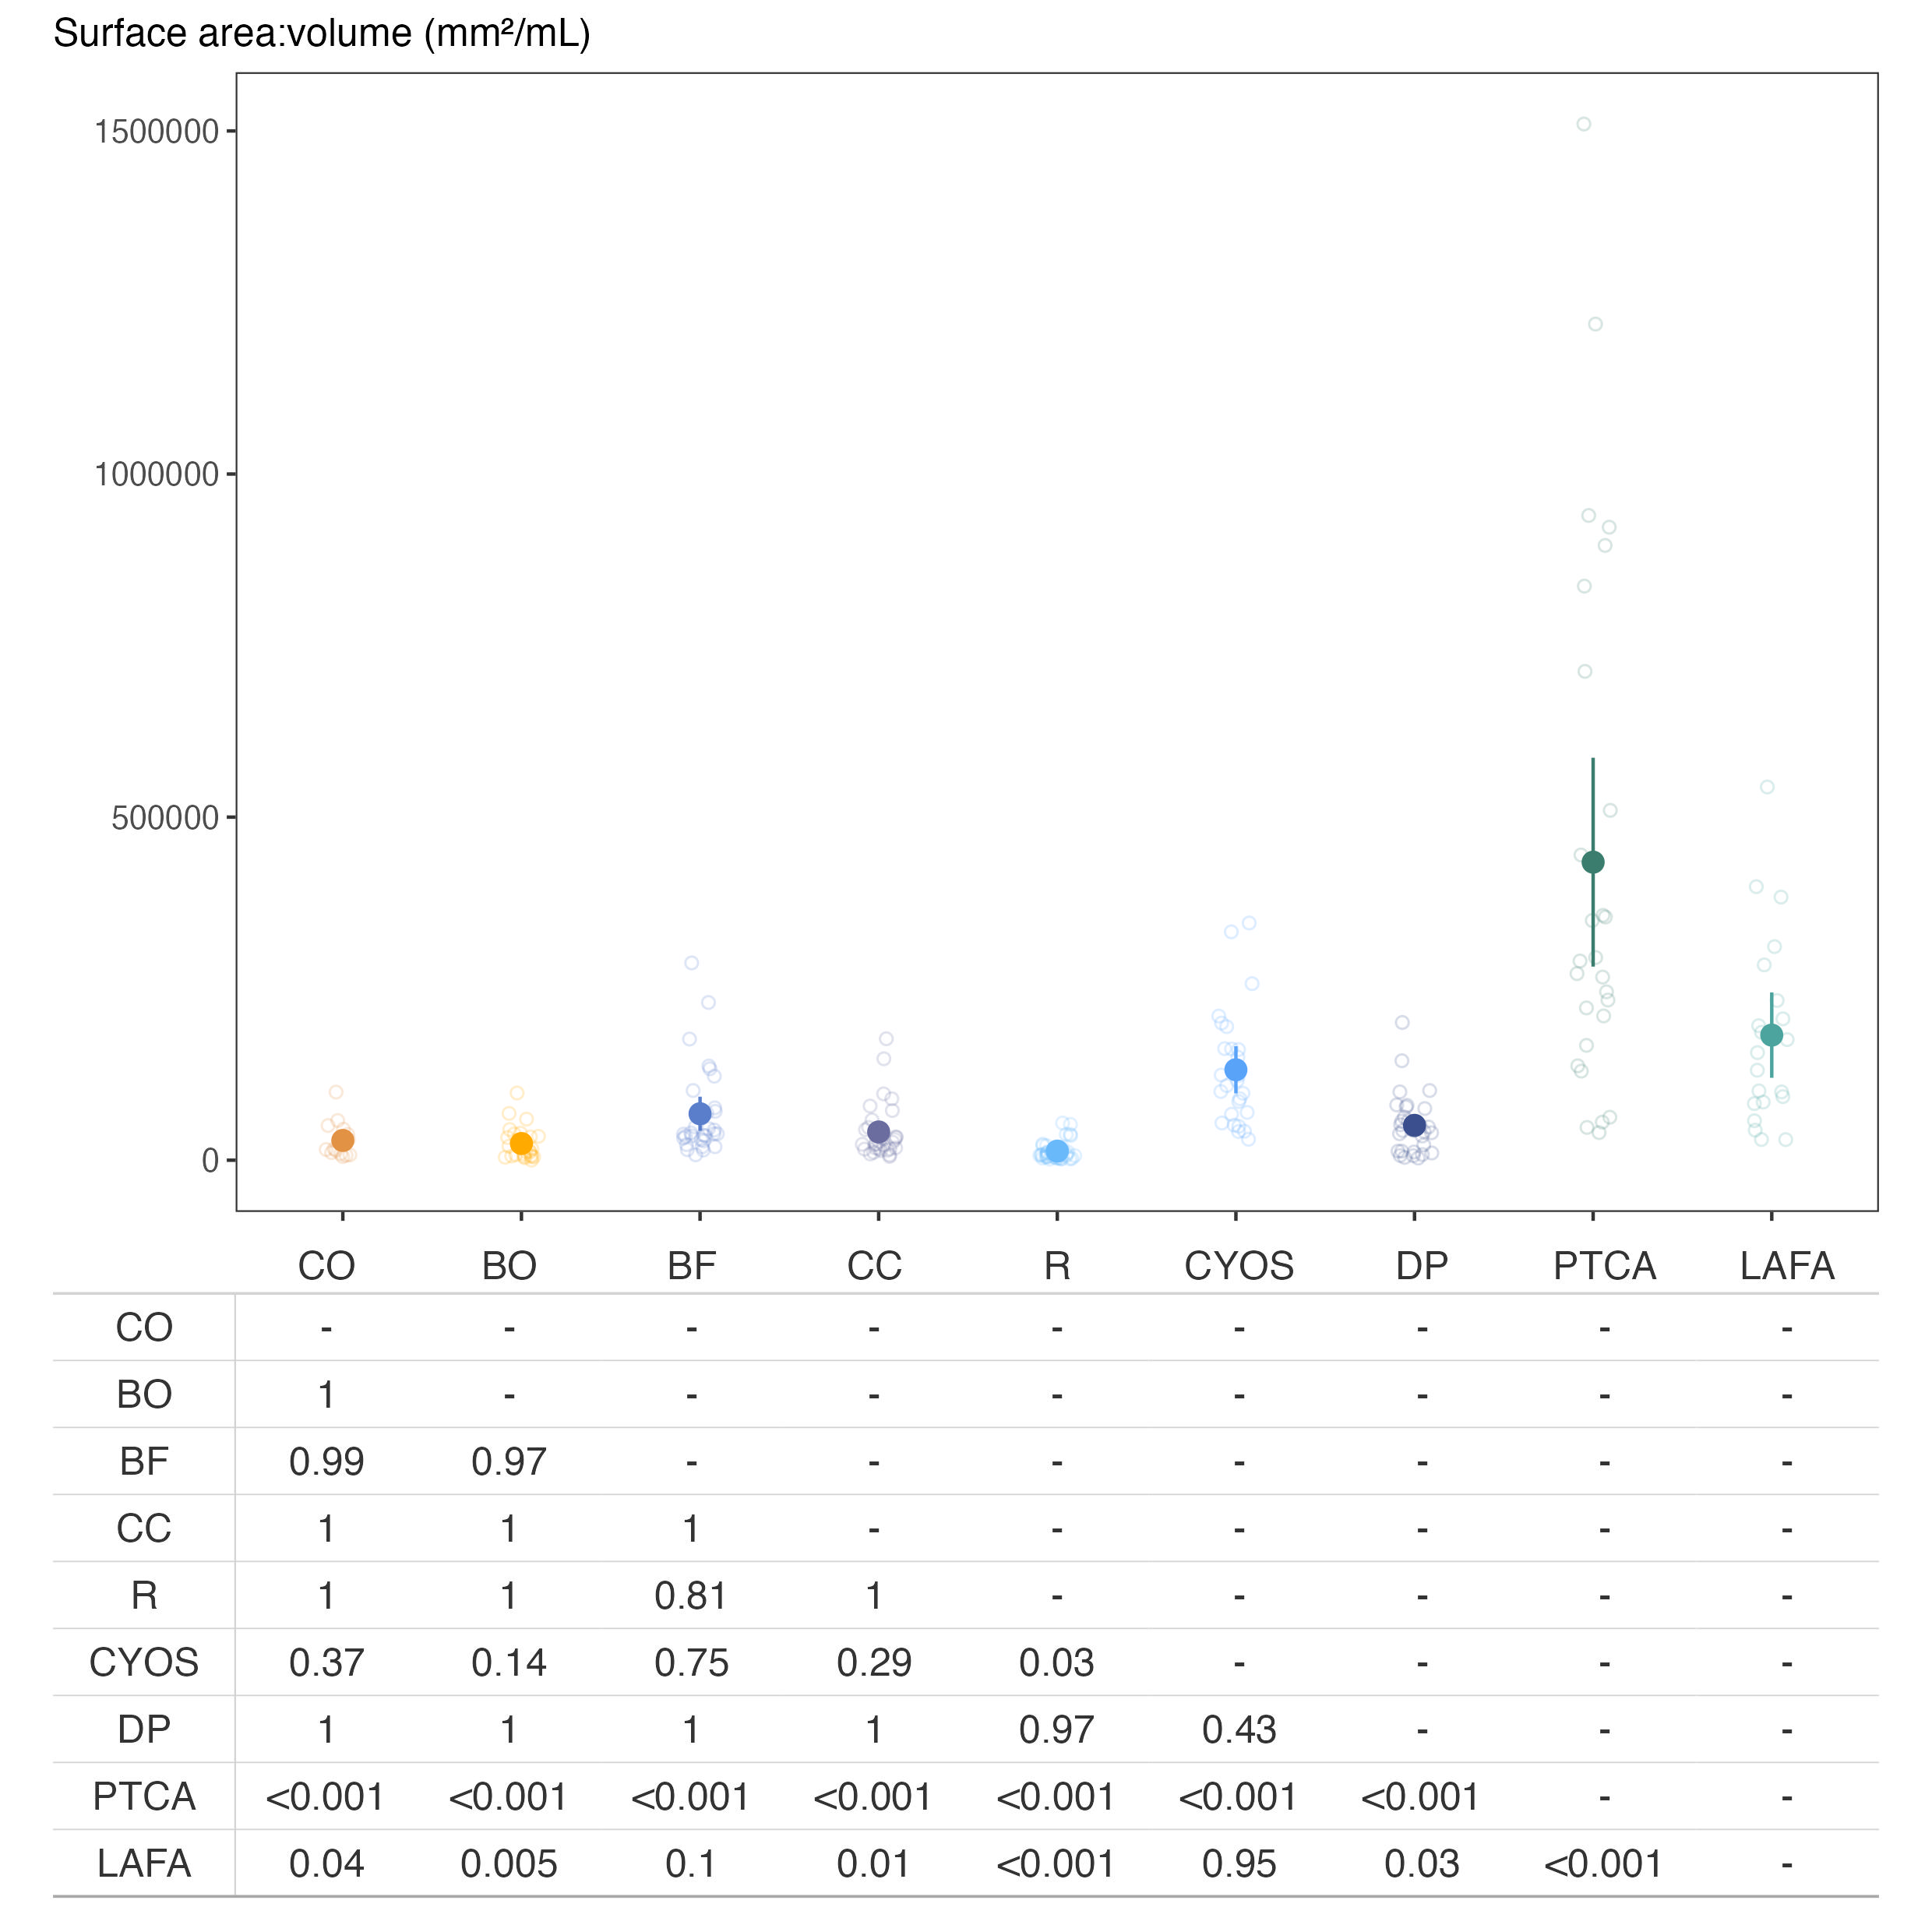 Surface area:volume (mm²/mL)
1500000
1000000
500000
0
CO BO BF CC R CYOS DP PTCA LAFA
CO - - - - - - - - -
BO 1 - - - - - - - -
BF 0.99 0.97 - - - - - - -
CC 1 1 1 - - - - - -
R 1 1 0.81 1 - - - - -
CYOS 0.37 0.14 0.75 0.29 0.03 - - - -
DP 1 1 1 1 0.97 0.43 - - -
PTCA <0.001 <0.001 <0.001 <0.001 <0.001 <0.001 <0.001 - -
LAFA 0.04 0.005 0.1 0.01 <0.001 0.95 0.03 <0.001 -